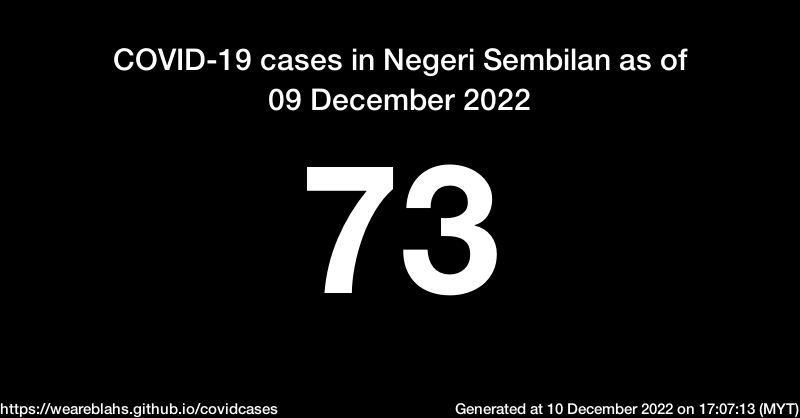 COVID-19 cases in Negeri Sembilan as of
09 December 2022
73
https://weareblahs.github.io/covidcases
Generated at 10 December 2022 on 17:07:13 (MYT)